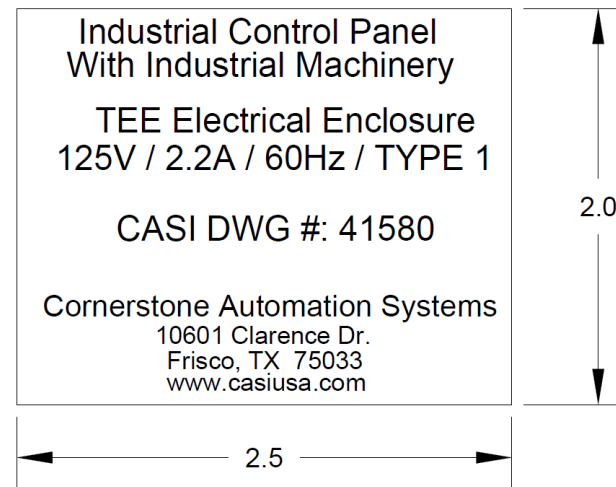 Industrial Control Panel
With Industrial Machinery
TEE Electrical Enclosure
125V / 2.2A / 60Hz / TYPE 1
CASI DWG #: 41580
Cornerstone Automation Systems
10601 Clarence Dr.
Frisco, TX  75033
www.casiusa.com
2.0
2.5